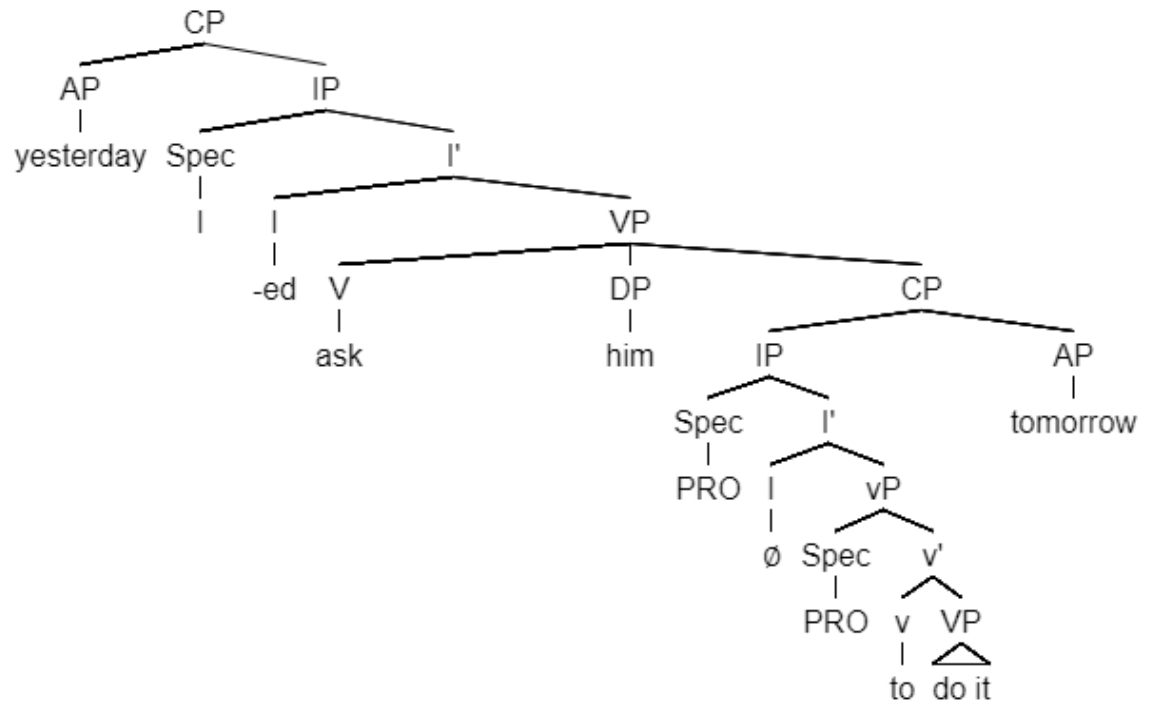 CP
AP IP
yesterday Spec I'
I I VP
-ed V DP CP
ask him IP AP
Spec I' tomorrow
PRO I vP
∅ Spec v'
PRO v VP
to do it